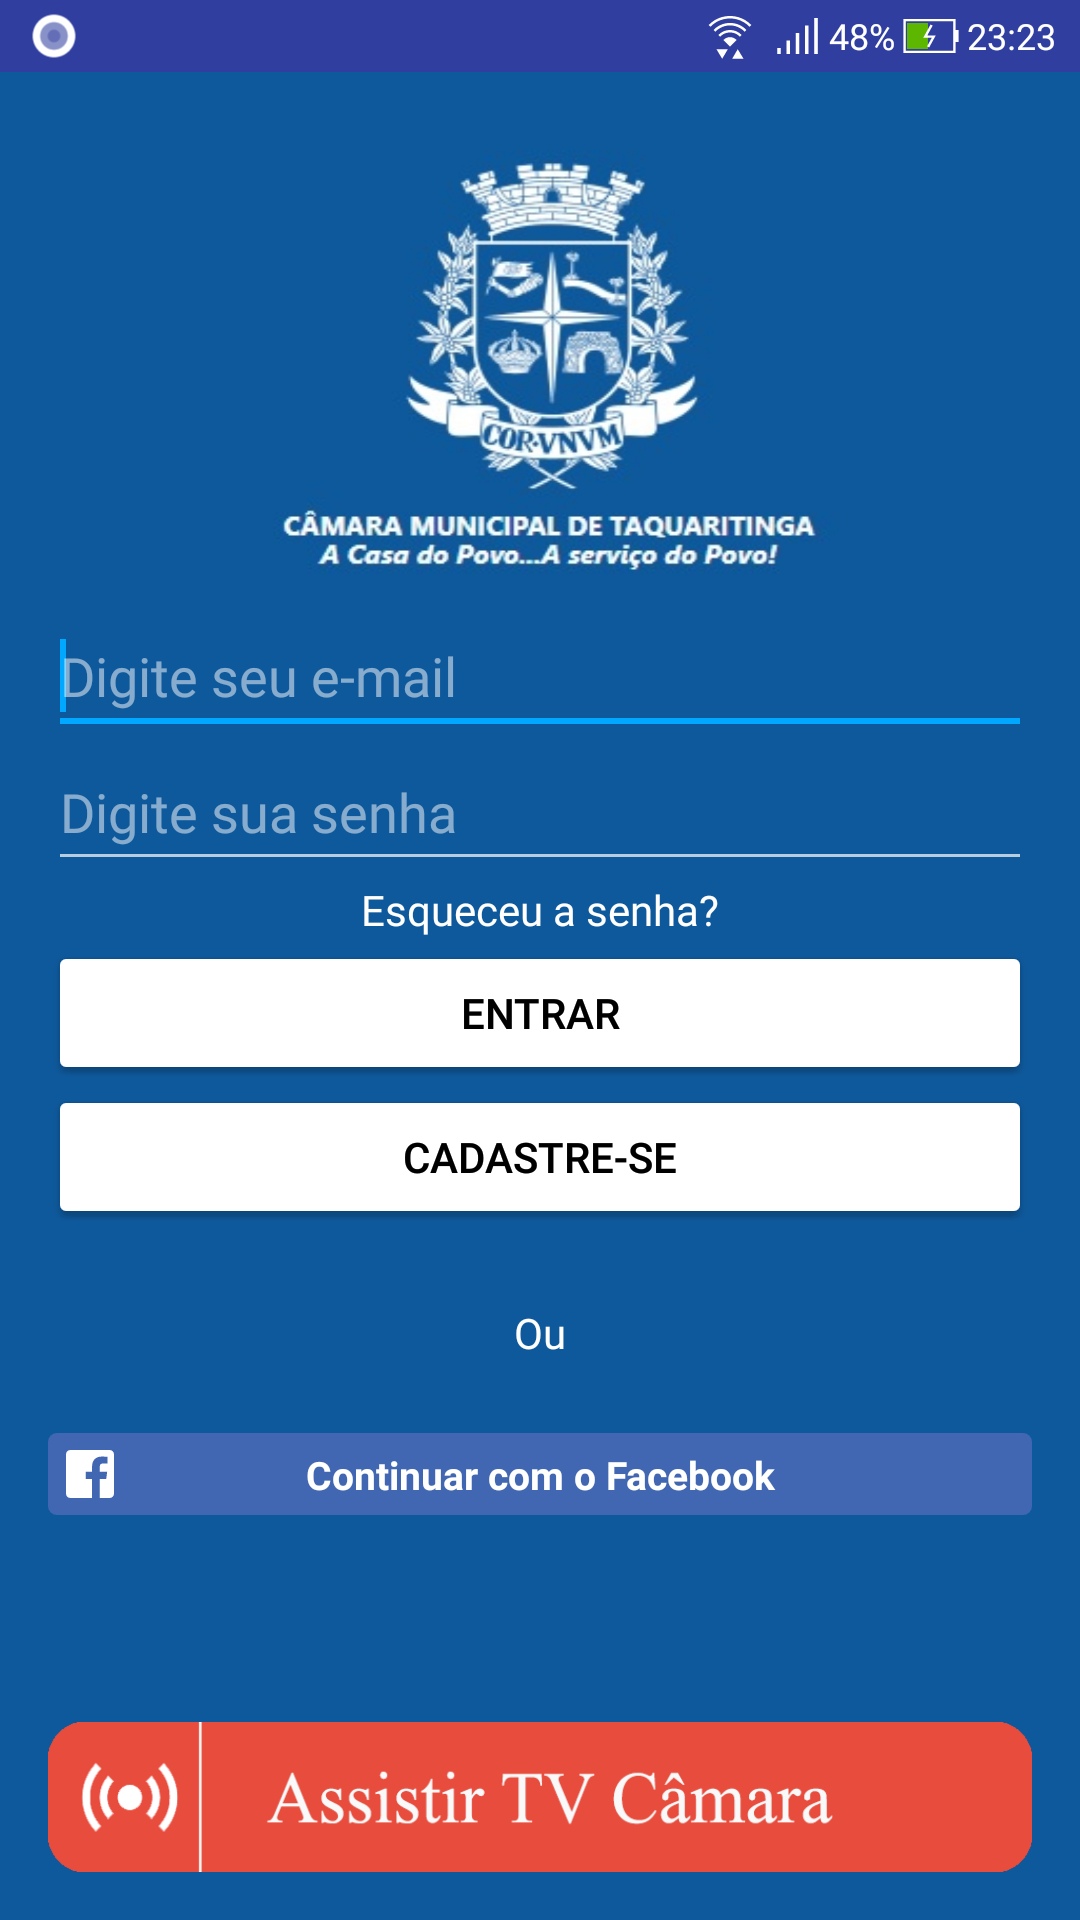 48% 23:23
COR·VNVM
CÂMARA MUNICIPAL DE TAQUARITINGA
A Casa do Povo...A serviço do Povo!
Digite seu e-mail
Digite sua senha
Esqueceu a senha?
ENTRAR
CADASTRE-SE
Ou
Continuar com o Facebook
Assistir TV Câmara